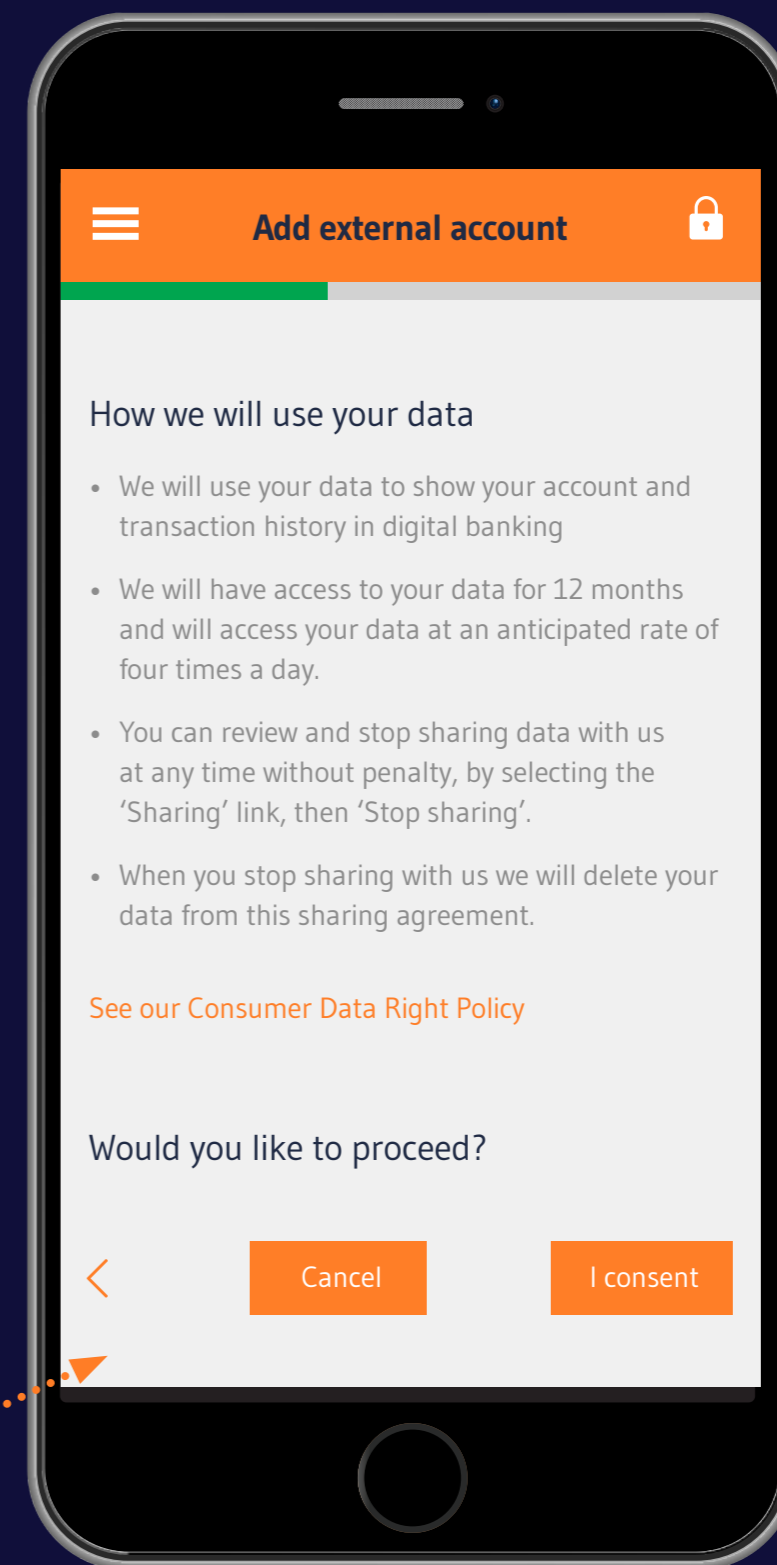 Add external account
How we will use your data
• We will use your data to show your account and
transaction history in digital banking
• We will have access to your data for 12 months
and will access your data at an anticipated rate of
four times a day.
• You can review and stop sharing data with us
at any time without penalty, by selecting the
‘Sharing’ link, then ‘Stop sharing’.
• When you stop sharing with us we will delete your
data from this sharing agreement.
See our Consumer Data Right Policy
Would you like to proceed?
Cancel
I consent